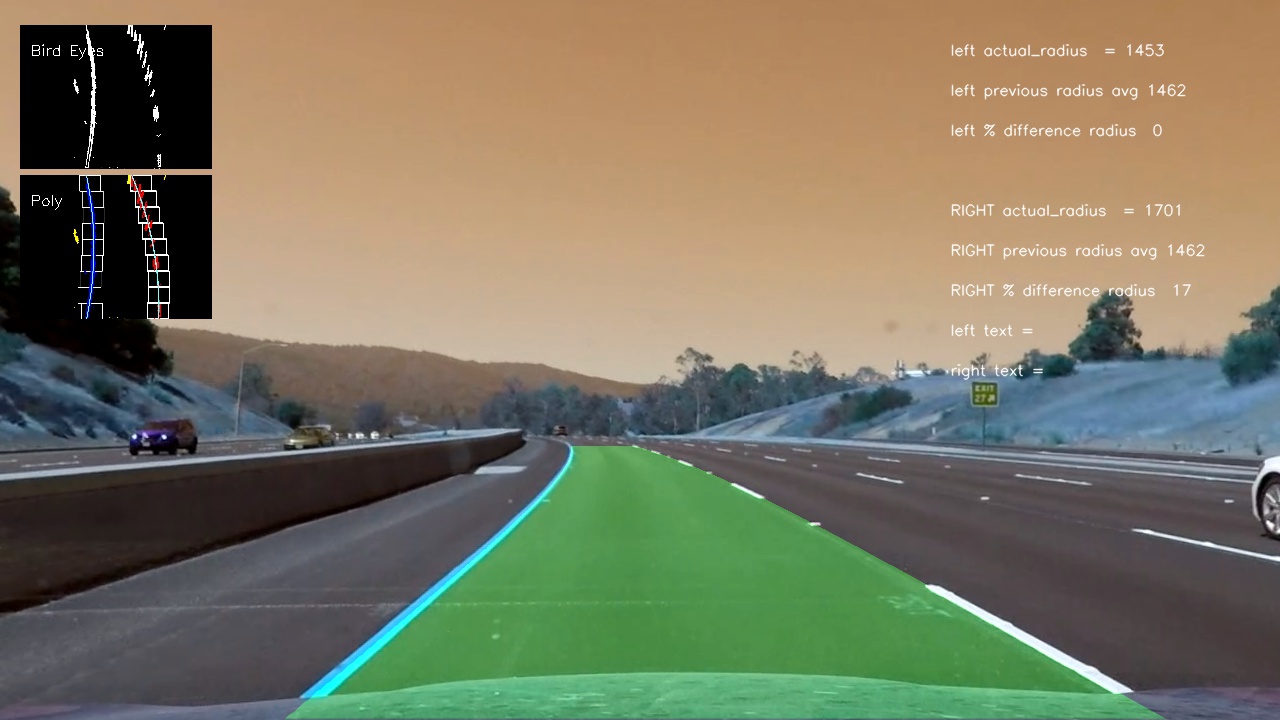 Bird Eyes
Poly
left actual_radius = 1453
left previous radius avg 1462
left % difference radius 0
RIGHT actual_radius = 1701
RIGHT previous radius avg 1462
RIGHT % difference radius 17
left text =
right text =
EXIT
27